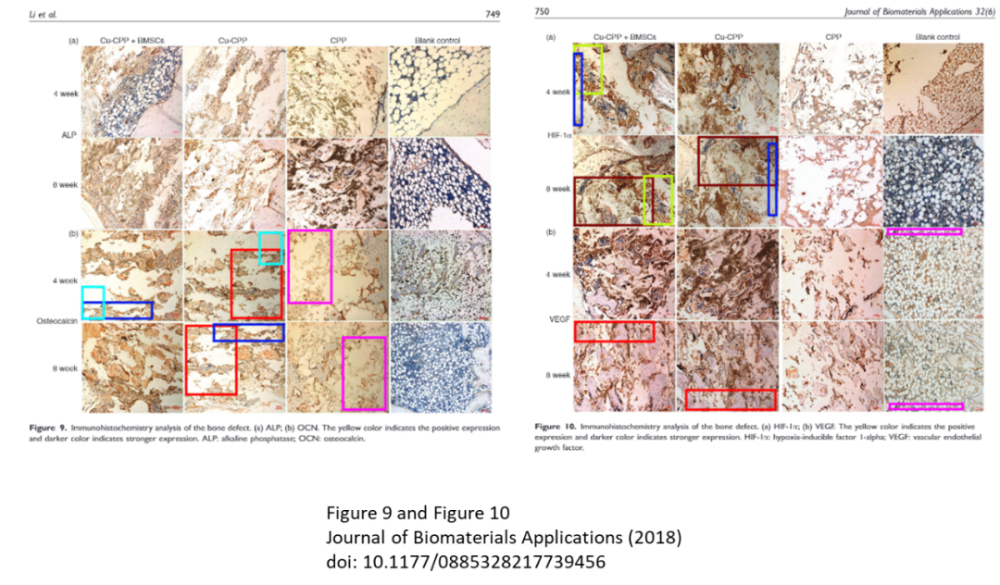 Li et al.
749
(a)
Cu-CPP + BMSCs
Cu-CPP
CPP
Blank control
4 week
ALP
8 week
(b)
4 week
Osteocalcin
8 week
Figure 9. Immunohistochemistry analysis of the bone defect. (a) ALP; (b) OCN. The yellow color indicates the positive expression
and darker color indicates stronger expression. ALP: alkaline phosphatase; OCN: osteocalcin.
750
Journal of Biomaterials Applications 32(6)
(a)
Cu-CPP + BMSCs
Cu-CPP
CPP
Blank control
4 week
HIF-1α
8 week
(b)
4 week
VEGF
8 week
Figure 10. Immunohistochemistry analysis of the bone defect. (a) HIF-1α; (b) VEGF. The yellow color indicates the positive
expression and darker color indicates stronger expression. HIF-1α: hypoxia-inducible factor 1-alpha; VEGF: vascular endothelial
growth factor.
Figure 9 and Figure 10
Journal of Biomaterials Applications (2018)
doi: 10.1177/0885328217739456